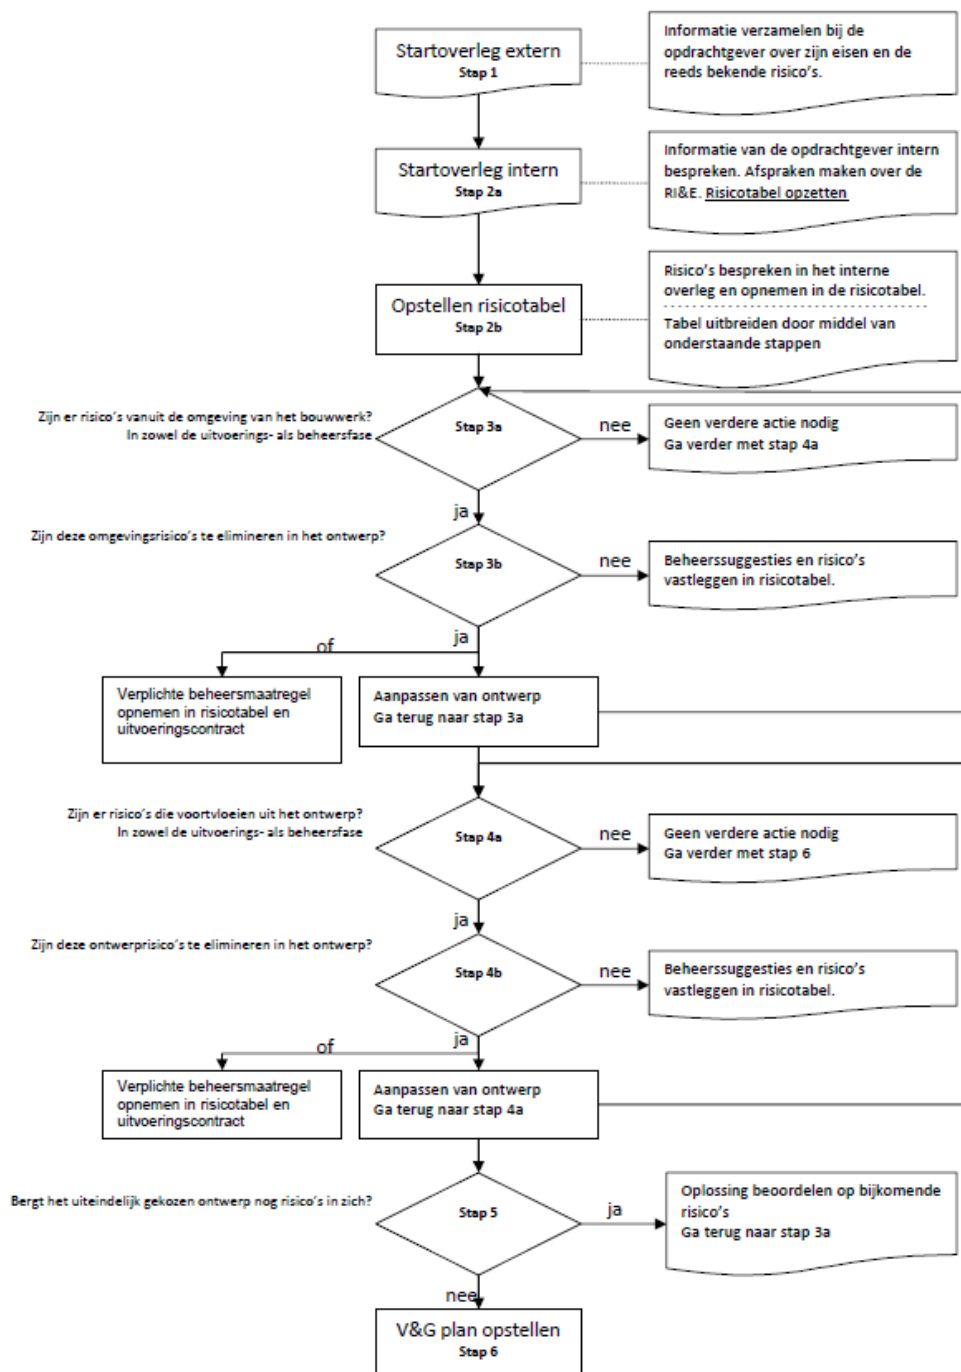 Startoverleg extern
Stap 1
Informatie verzamelen bij de
opdrachtgever over zijn eisen en de
reeds bekende risico's.
Startoverleg intern
Stap 2a
Informatie van de opdrachtgever intern
bespreken. Afspraken maken over de
RI&E. Risicotabel opzetten
Opstellen risicotabel
Stap 2b
Risico's bespreken in het interne
overleg en opnemen in de risicotabel.
Tabel uitbreiden door middel van
onderstaande stappen
Zijn er risico's vanuit de omgeving van het bouwwerk?
In zowel de uitvoerings- als beheersfase
Stap 3a
nee
Geen verdere actie nodig
Ga verder met stap 4a
ja
Zijn deze omgevingsrisico's te elimineren in het ontwerp?
Stap 3b
nee
Beheerssuggesties en risico's
vastleggen in risicotabel.
ja
of
Verplichte beheersmaatregel
opnemen in risicotabel en
uitvoeringscontract
Aanpassen van ontwerp
Ga terug naar stap 3a
Zijn er risico's die voortvloeien uit het ontwerp?
In zowel de uitvoerings- als beheersfase
Stap 4a
nee
Geen verdere actie nodig
Ga verder met stap 6
ja
Zijn deze ontwerprisico's te elimineren in het ontwerp?
Stap 4b
nee
Beheerssuggesties en risico's
vastleggen in risicotabel.
ja
of
Verplichte beheersmaatregel
opnemen in risicotabel en
uitvoeringscontract
Aanpassen van ontwerp
Ga terug naar stap 4a
Bergt het uiteindelijk gekozen ontwerp nog risico's in zich?
Stap 5
ja
Oplossing beoordelen op bijkomende
risico's
Ga terug naar stap 3a
nee
V&G plan opstellen
Stap 6